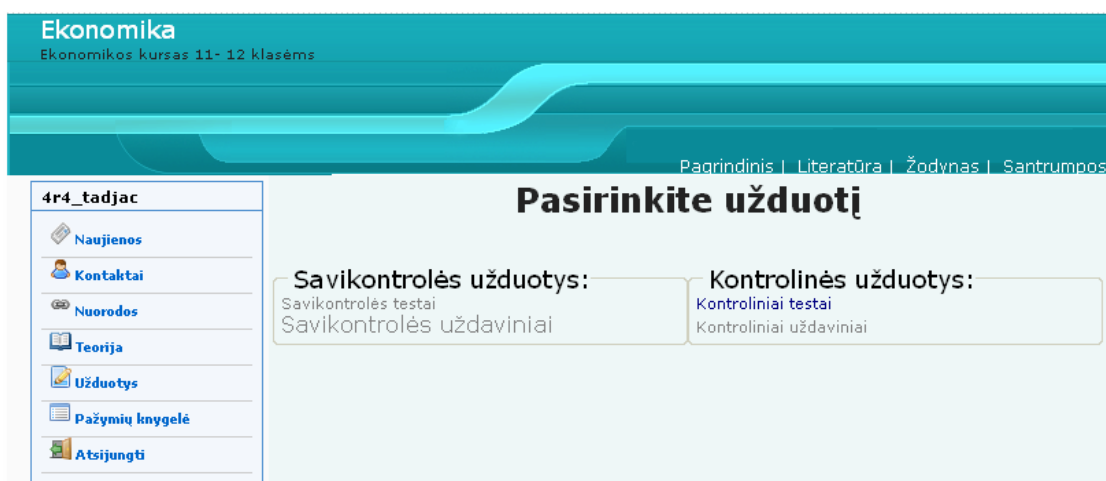 Ekonomika
Ekonomikos kursas 11- 12 klasėms
Pagrindinis | Literatūra | Žodynas | Santrumpos
4r4_tadjac
Naujienos
Kontaktai
Nuorodos
Teorija
Užduotys
Pažymių knygelė
Atsijungti
Pasirinkite užduotį
Savikontrolės užduotys:
Savikontrolės testai
Savikontrolės uždaviniai
Kontrolinės užduotys:
Kontroliniai testai
Kontroliniai uždaviniai